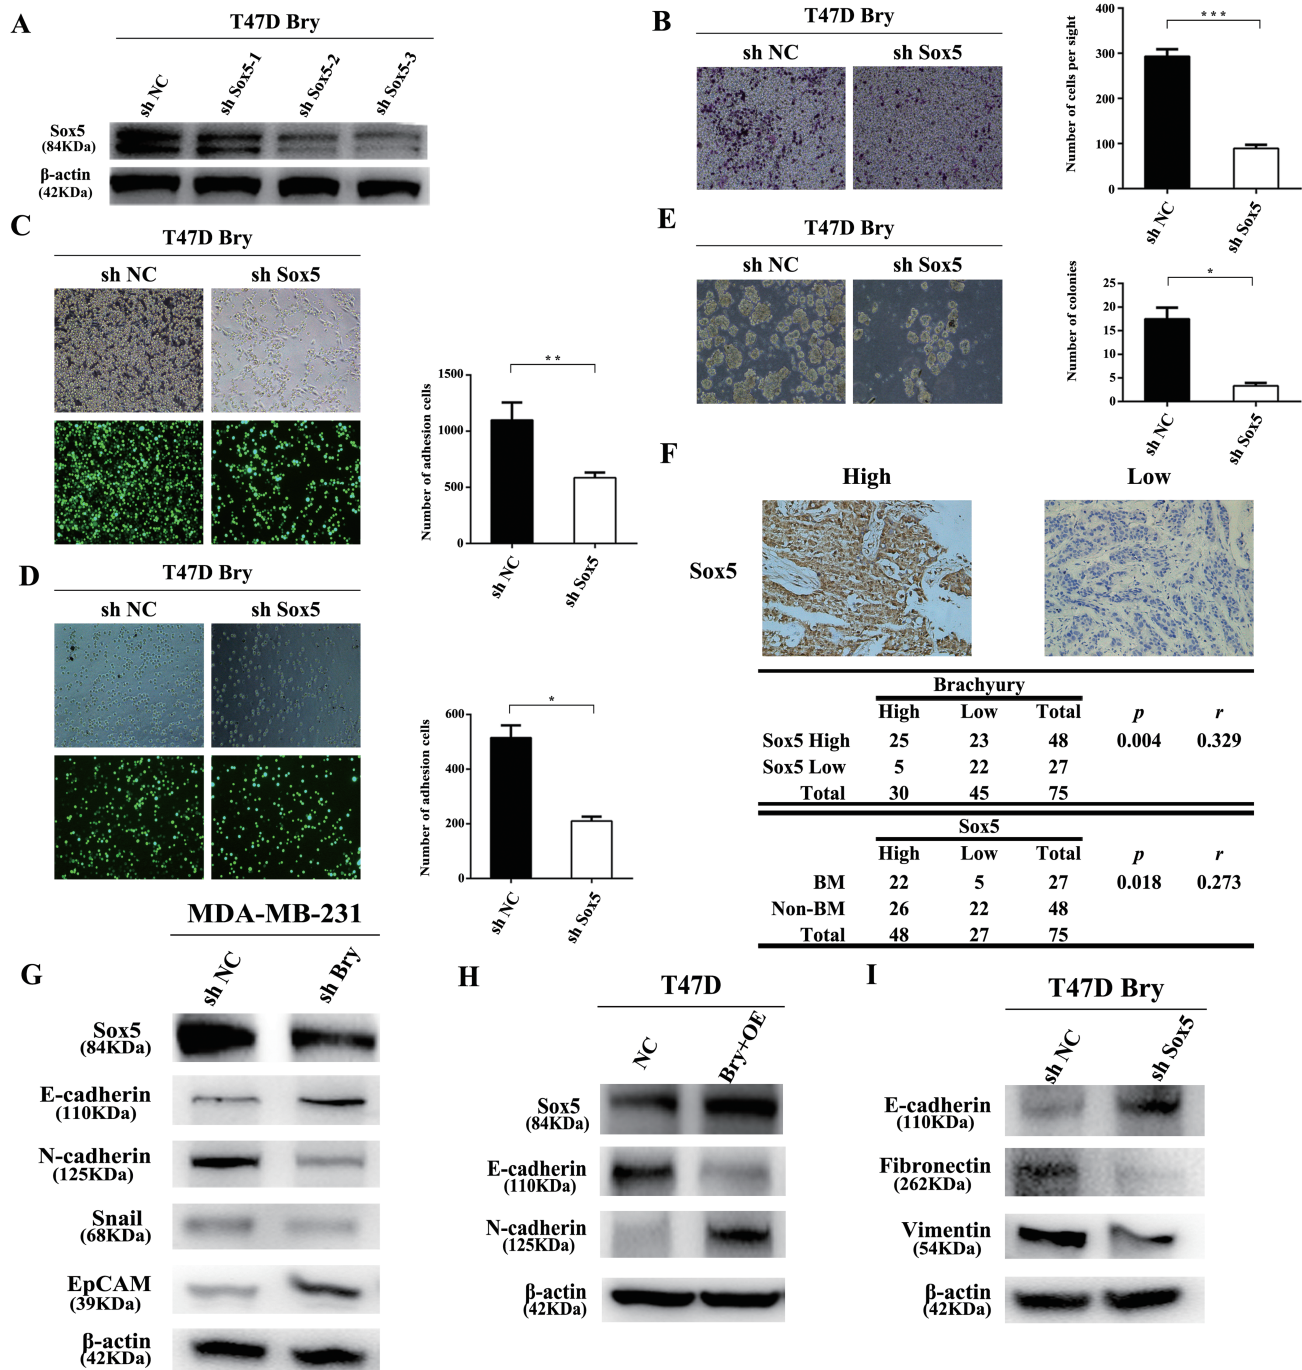 A
T47D Bry
sh NC
sh Sox5-1
sh Sox5-2
sh Sox5-3
Sox5
(84KDa)
β-actin
(42KDa)
B
T47D Bry
sh NC
sh Sox5
Number of cells per sight
400
300
200
100
0
***
sh NC
sh Sox5
C
T47D Bry
sh NC
sh Sox5
Number of adhesion cells
1500
1000
500
0
**
sh NC
sh Sox5
D
T47D Bry
sh NC
sh Sox5
Number of adhesion cells
600
400
200
0
*
sh NC
sh Sox5
E
T47D Bry
sh NC
sh Sox5
Number of colonies
25
20
15
10
5
0
*
sh NC
sh Sox5
F
High
Low
Sox5
Brachyury
High Low Total p r
Sox5 High 25 23 48 0.004 0.329
Sox5 Low 5 22 27
Total 30 45 75
Sox5
High Low Total p r
BM 22 5 27 0.018 0.273
Non-BM 26 22 48
Total 48 27 75
G
MDA-MB-231
sh NC
sh Bry
Sox5
(84KDa)
E-cadherin
(110KDa)
N-cadherin
(125KDa)
Snail
(68KDa)
EpCAM
(39KDa)
β-actin
(42KDa)
H
T47D
NC
Bry+OE
Sox5
(84KDa)
E-cadherin
(110KDa)
N-cadherin
(125KDa)
β-actin
(42KDa)
I
T47D Bry
sh NC
sh Sox5
E-cadherin
(110KDa)
Fibronectin
(262KDa)
Vimentin
(54KDa)
β-actin
(42KDa)